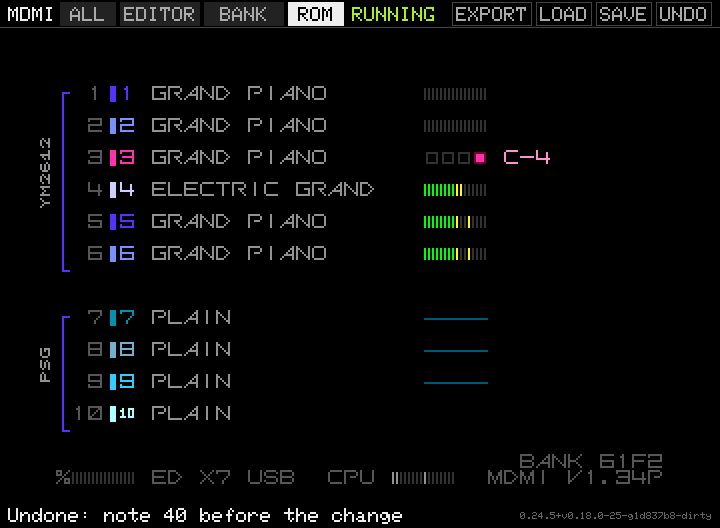 MDMI ALL EDITOR BANK ROM RUNNING EXPORT LOAD SAVE UNDO
YM2612
1 1 GRAND PIANO
2 2 GRAND PIANO
3 3 GRAND PIANO C-4
4 4 ELECTRIC GRAND
5 5 GRAND PIANO
6 6 GRAND PIANO
PSG
7 7 PLAIN
8 8 PLAIN
9 9 PLAIN
10 10 PLAIN
BANK 61F2
% ED X7 USB CPU MDMI V1.34P
Undone: note 40 before the change
0.24.5+v0.18.0-25-g1d837b8-dirty